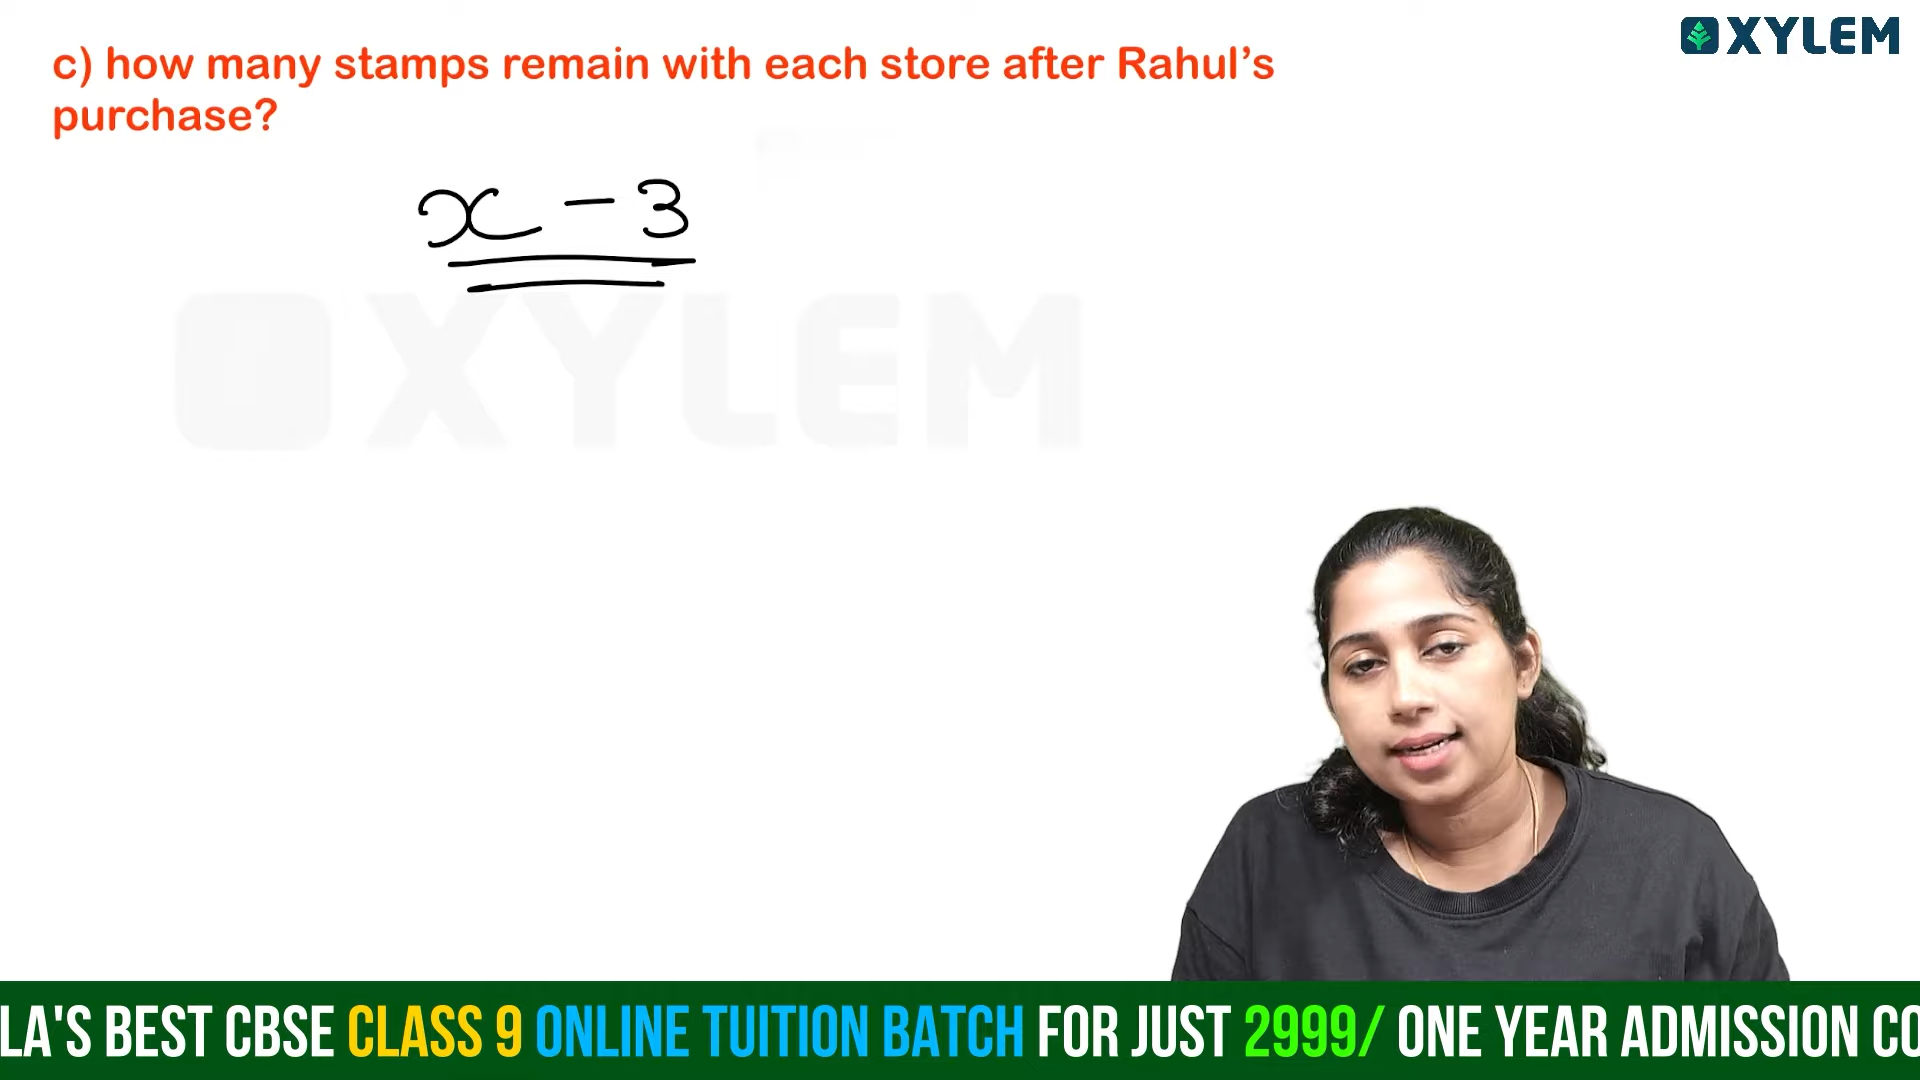 XYLEM
c) how many stamps remain with each store after Rahul’s
purchase?
x - 3
XYLEM
LA'S BEST CBSE CLASS 9 ONLINE TUITION BATCH FOR JUST 2999/ ONE YEAR ADMISSION CO